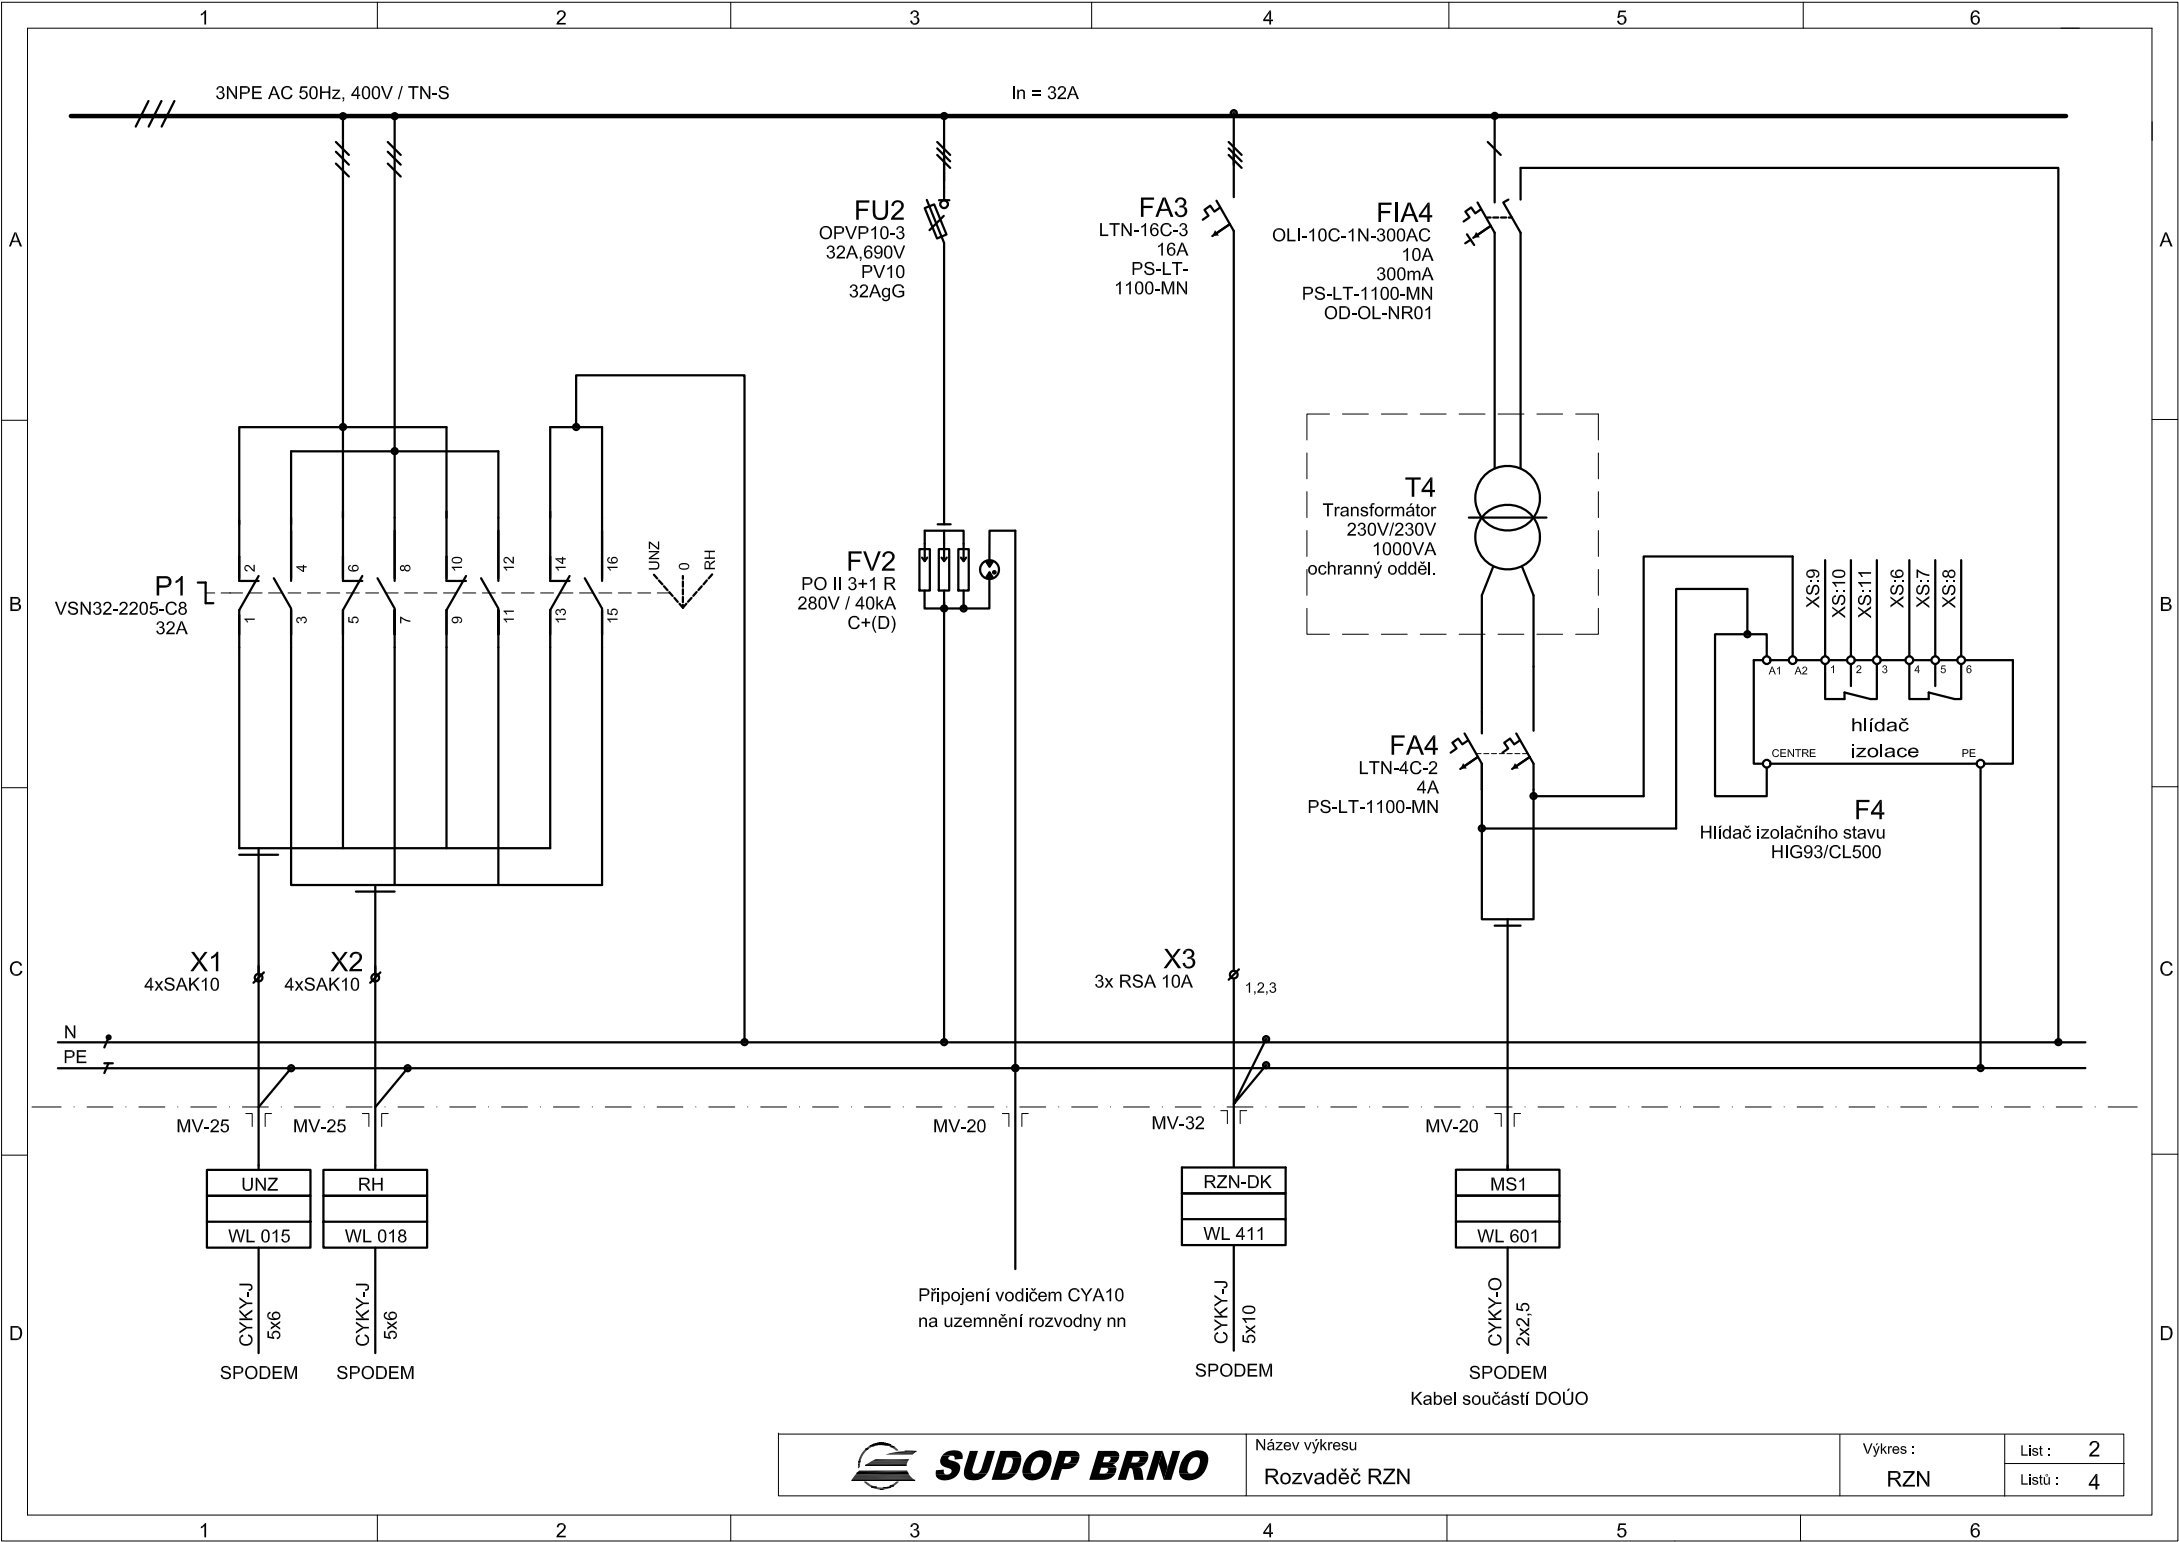 1 2 3 4 5 6
A A
B B
C C
D D
3NPE AC 50Hz, 400V / TN-S
In = 32A
FU2
OPVP10-3
32A,690V
PV10
32AgG
FA3
LTN-16C-3
16A
PS-LT-
1100-MN
FIA4
OLI-10C-1N-300AC
10A
300mA
PS-LT-1100-MN
OD-OL-NR01
P1
VSN32-2205-C8
32A
2 4 6 8 10 12 14 16
1 3 5 7 9 11 13 15
UNZ
0
RH
FV2
PO II 3+1 R
280V / 40kA
C+(D)
T4
Transformátor
230V/230V
1000VA
ochranný odděl.
XS:9
XS:10
XS:11
XS:6
XS:7
XS:8
A1 A2 1 2 3 4 5 6
hlídač
izolace
CENTRE
PE
FA4
LTN-4C-2
4A
PS-LT-1100-MN
F4
Hlídač izolačního stavu
HIG93/CL500
X1
4xSAK10
X2
4xSAK10
X3
3x RSA 10A
1,2,3
N
PE
MV-25
MV-25
MV-20
MV-32
MV-20
UNZ
WL 015
CYKY-J
5x6
SPODEM
RH
WL 018
CYKY-J
5x6
SPODEM
Připojení vodičem CYA10
na uzemnění rozvodny nn
RZN-DK
WL 411
CYKY-J
5x10
SPODEM
MS1
WL 601
CYKY-O
2x2,5
SPODEM
Kabel součástí DOÚO
SUDOP BRNO
Název výkresu
Rozvaděč RZN
Výkres :
RZN
List : 2
Listů : 4
1 2 3 4 5 6